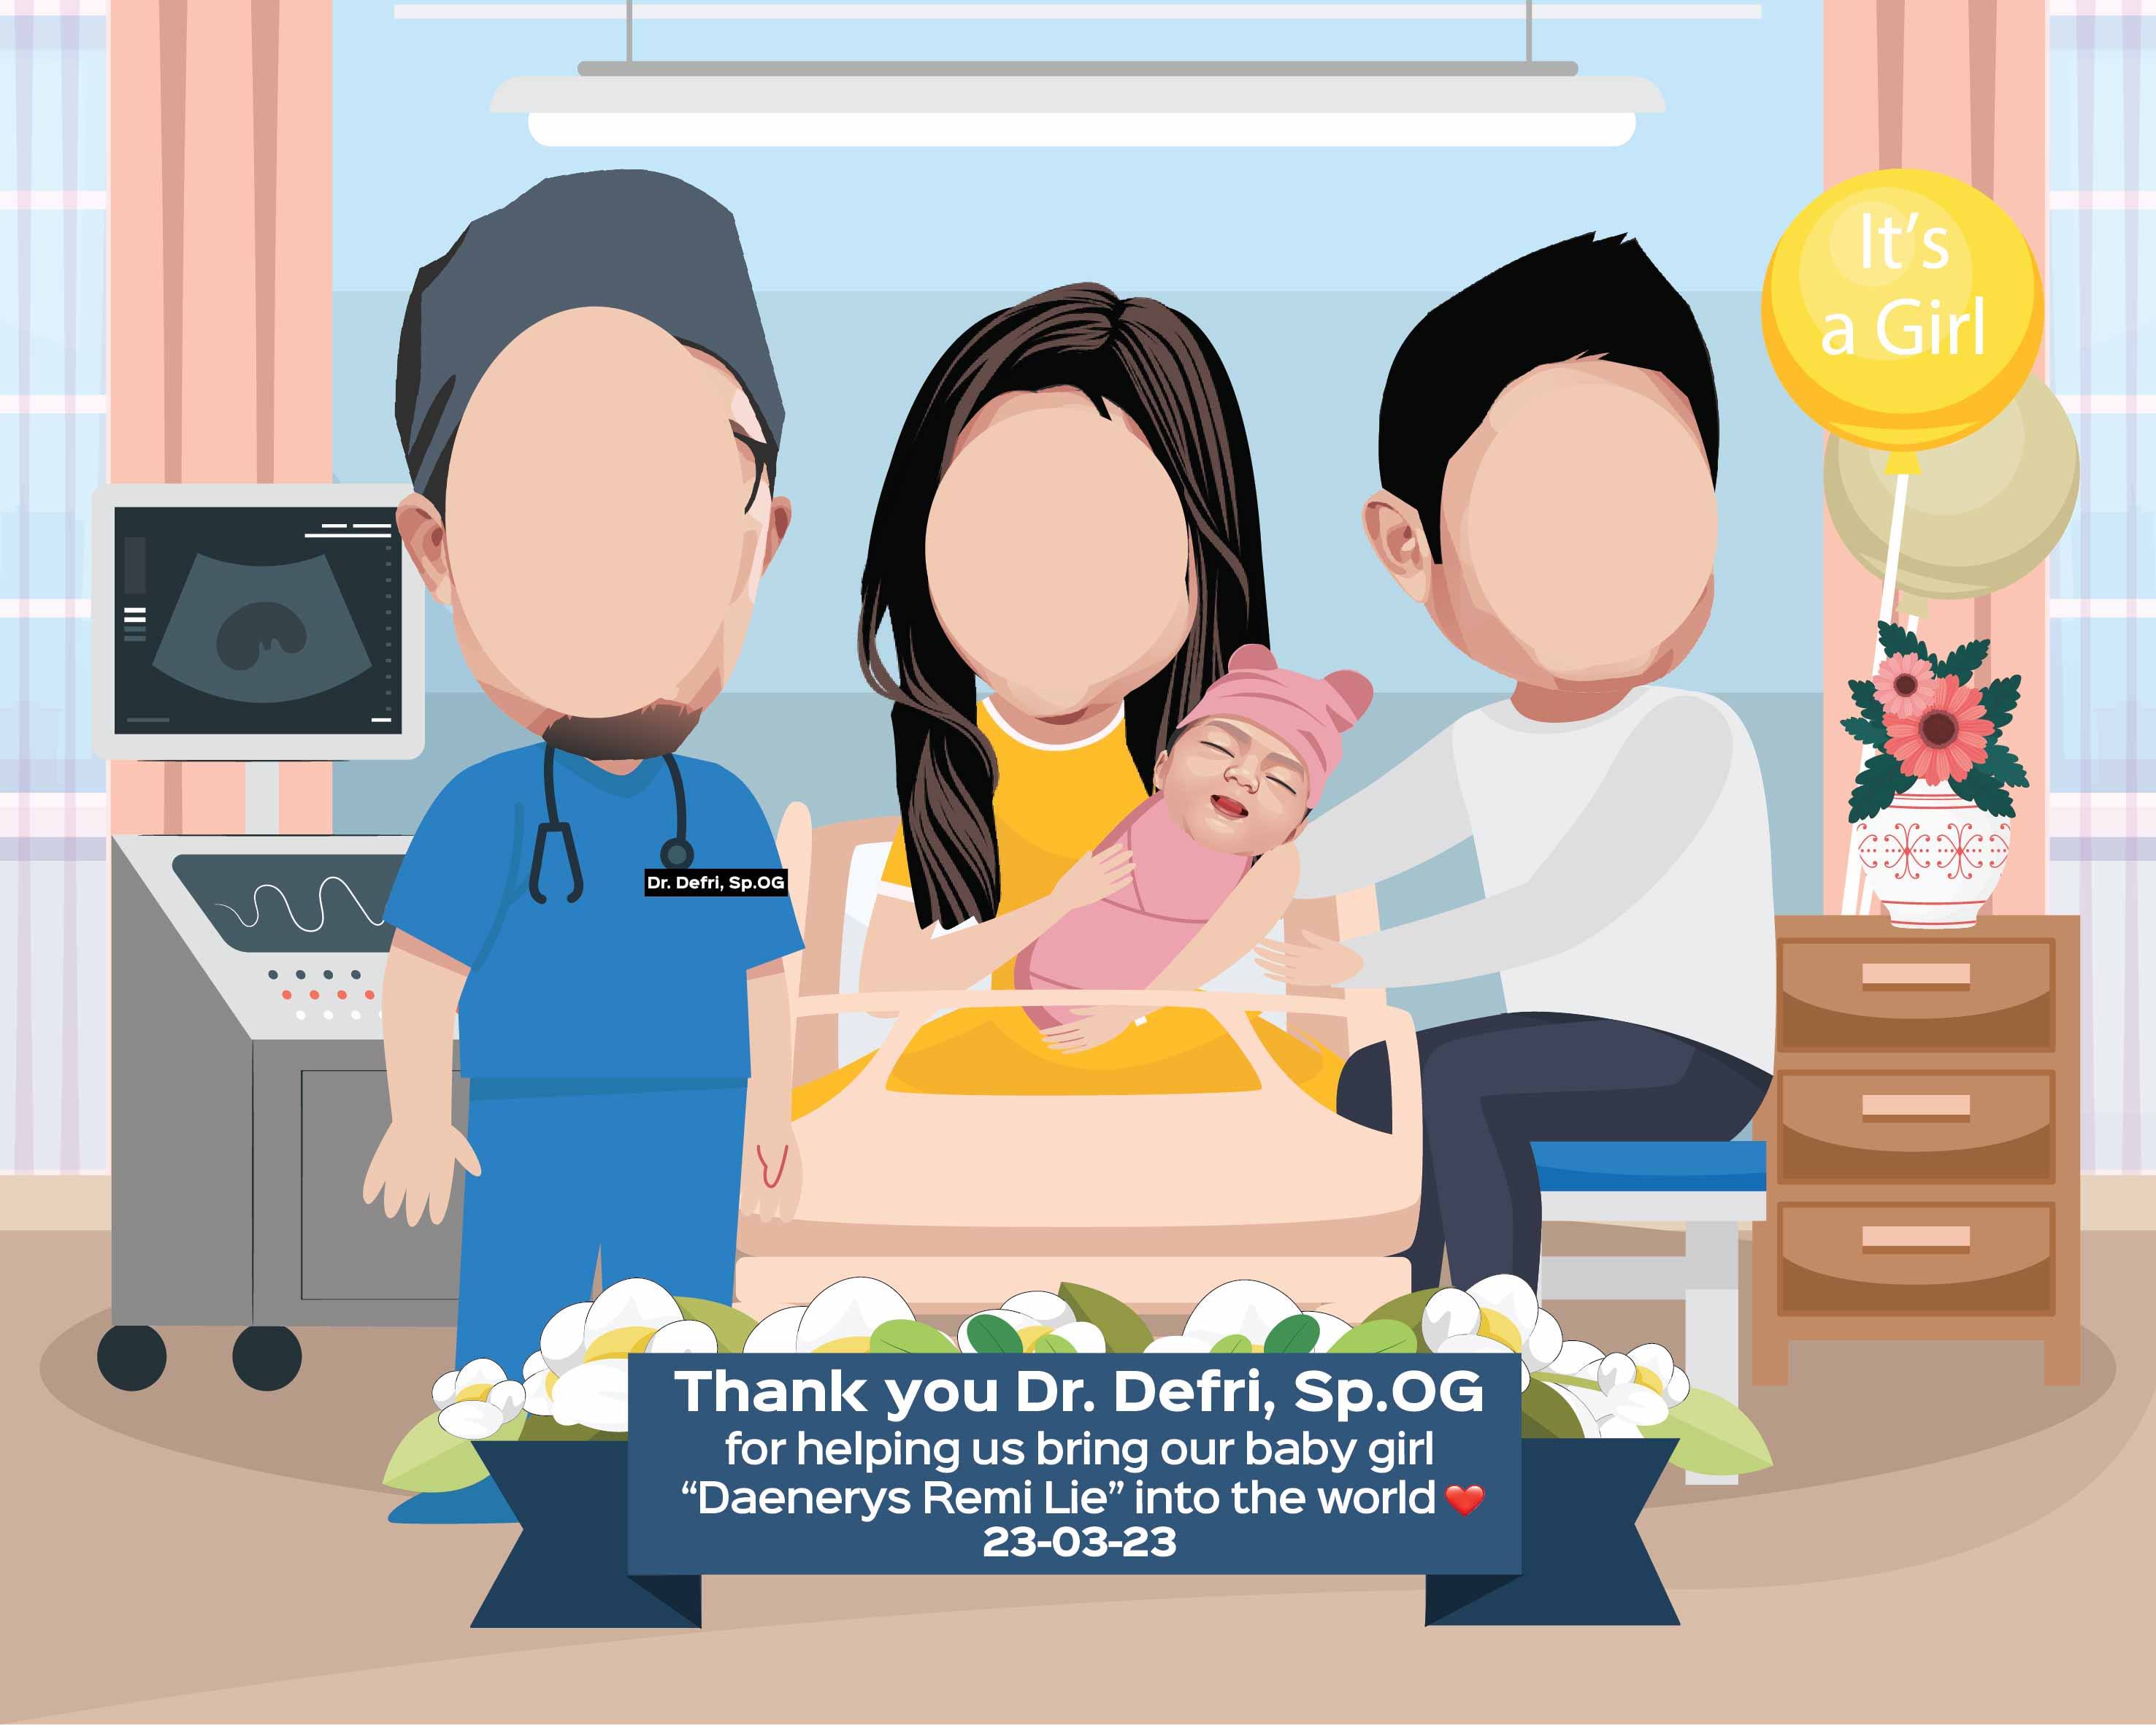 It’s
a Girl
Dr. Defri, Sp.OG
Thank you Dr. Defri, Sp.OG
for helping us bring our baby girl
“Daenerys Remi Lie” into the world ❤️
23-03-23